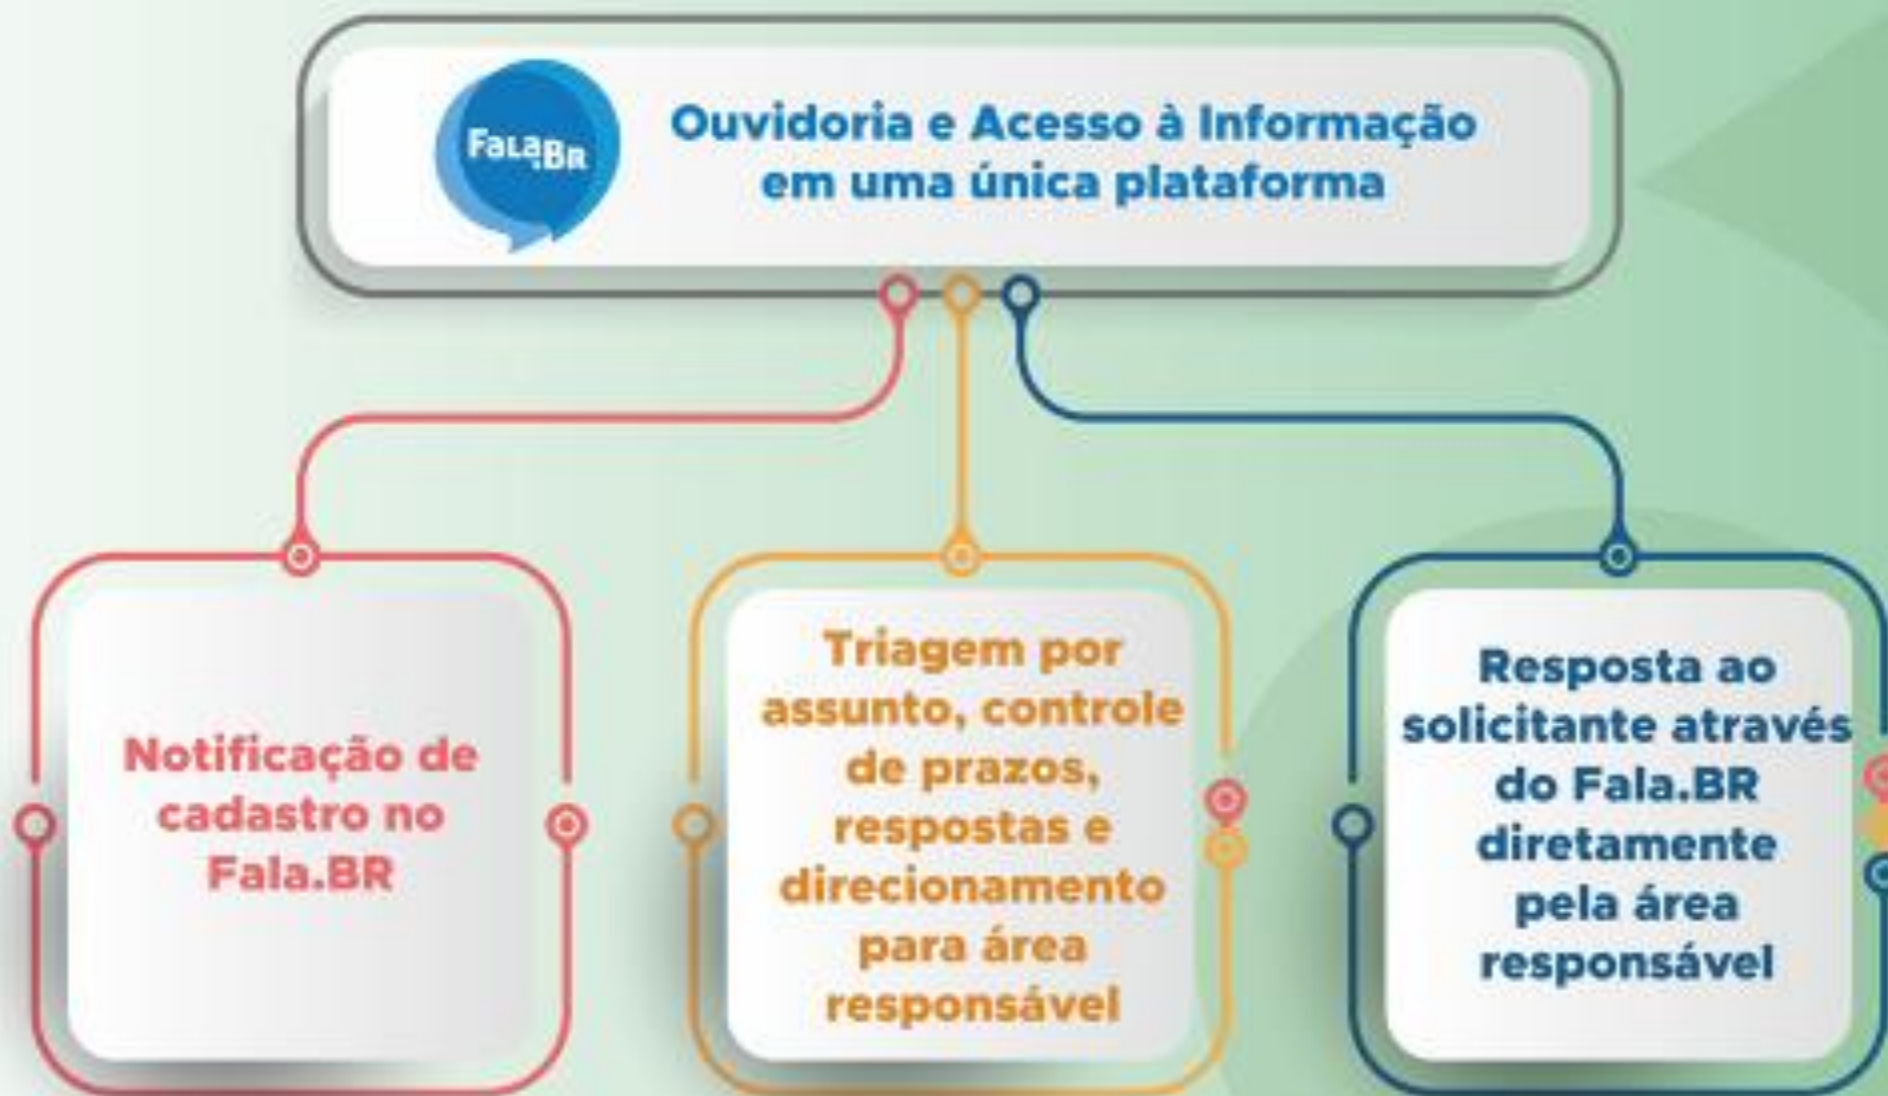 Fala.BR
Ouvidoria e Acesso à Informação
em uma única plataforma
Notificação de
cadastro no
Fala.BR
Triagem por
assunto, controle
de prazos,
respostas e
direcionamento
para área
responsável
Resposta ao
solicitante através
do Fala.BR
diretamente
pela área
responsável